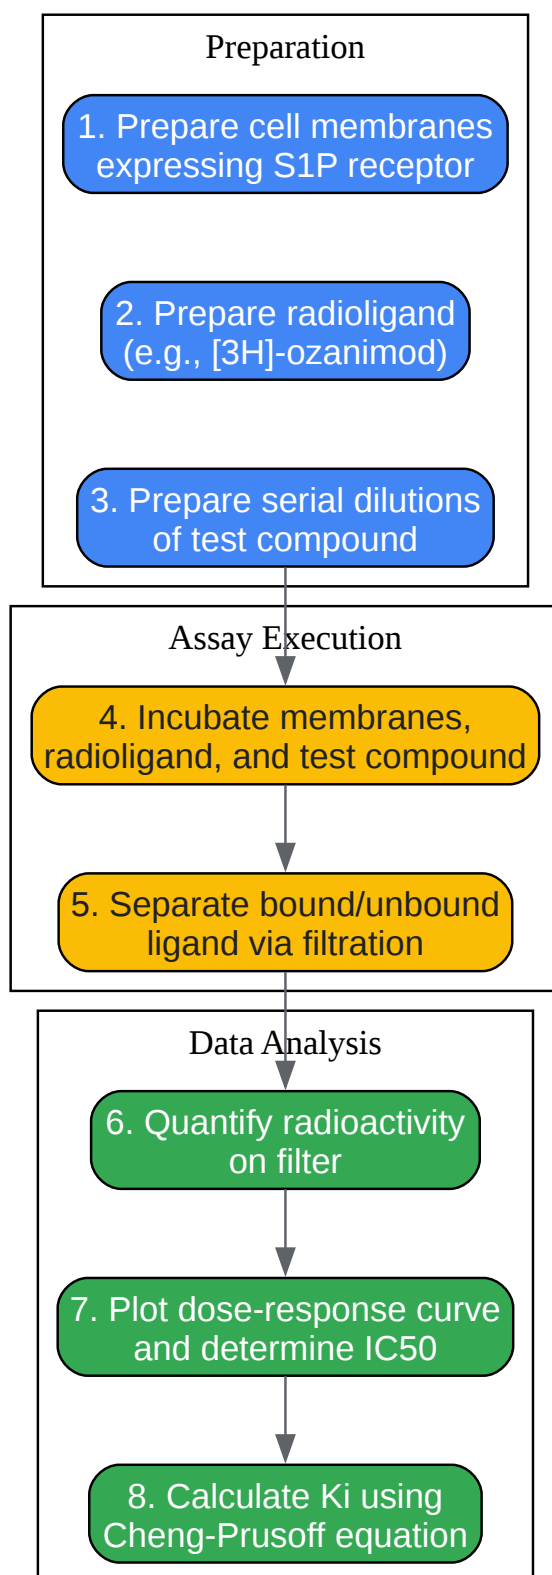 Preparation
1. Prepare cell membranes
expressing S1P receptor
2. Prepare radioligand
(e.g., [3H]-ozanimod)
3. Prepare serial dilutions
of test compound
Assay Execution
4. Incubate membranes,
radioligand, and test compound
5. Separate bound/unbound
ligand via filtration
Data Analysis
6. Quantify radioactivity
on filter
7. Plot dose-response curve
and determine IC50
8. Calculate Ki using
Cheng-Prusoff equation